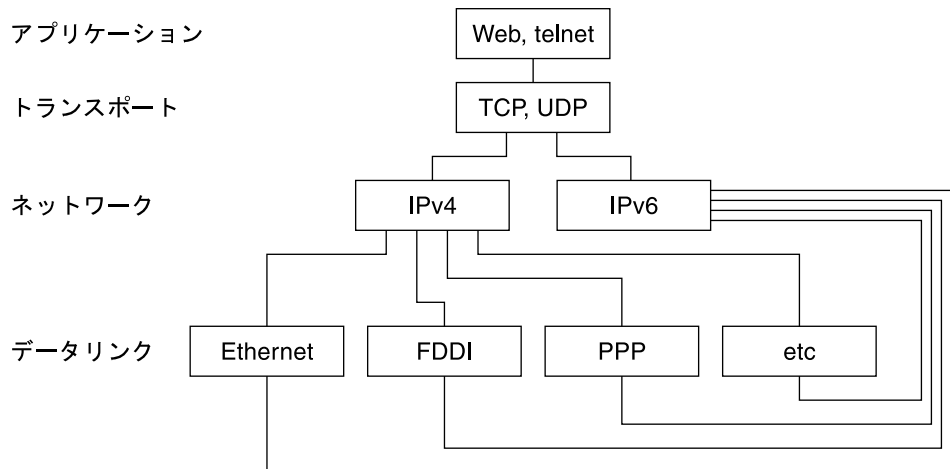 アプリケーション
Web, telnet
トランスポート
TCP, UDP
ネットワーク
IPv4
IPv6
データリンク
Ethernet
FDDI
PPP
etc